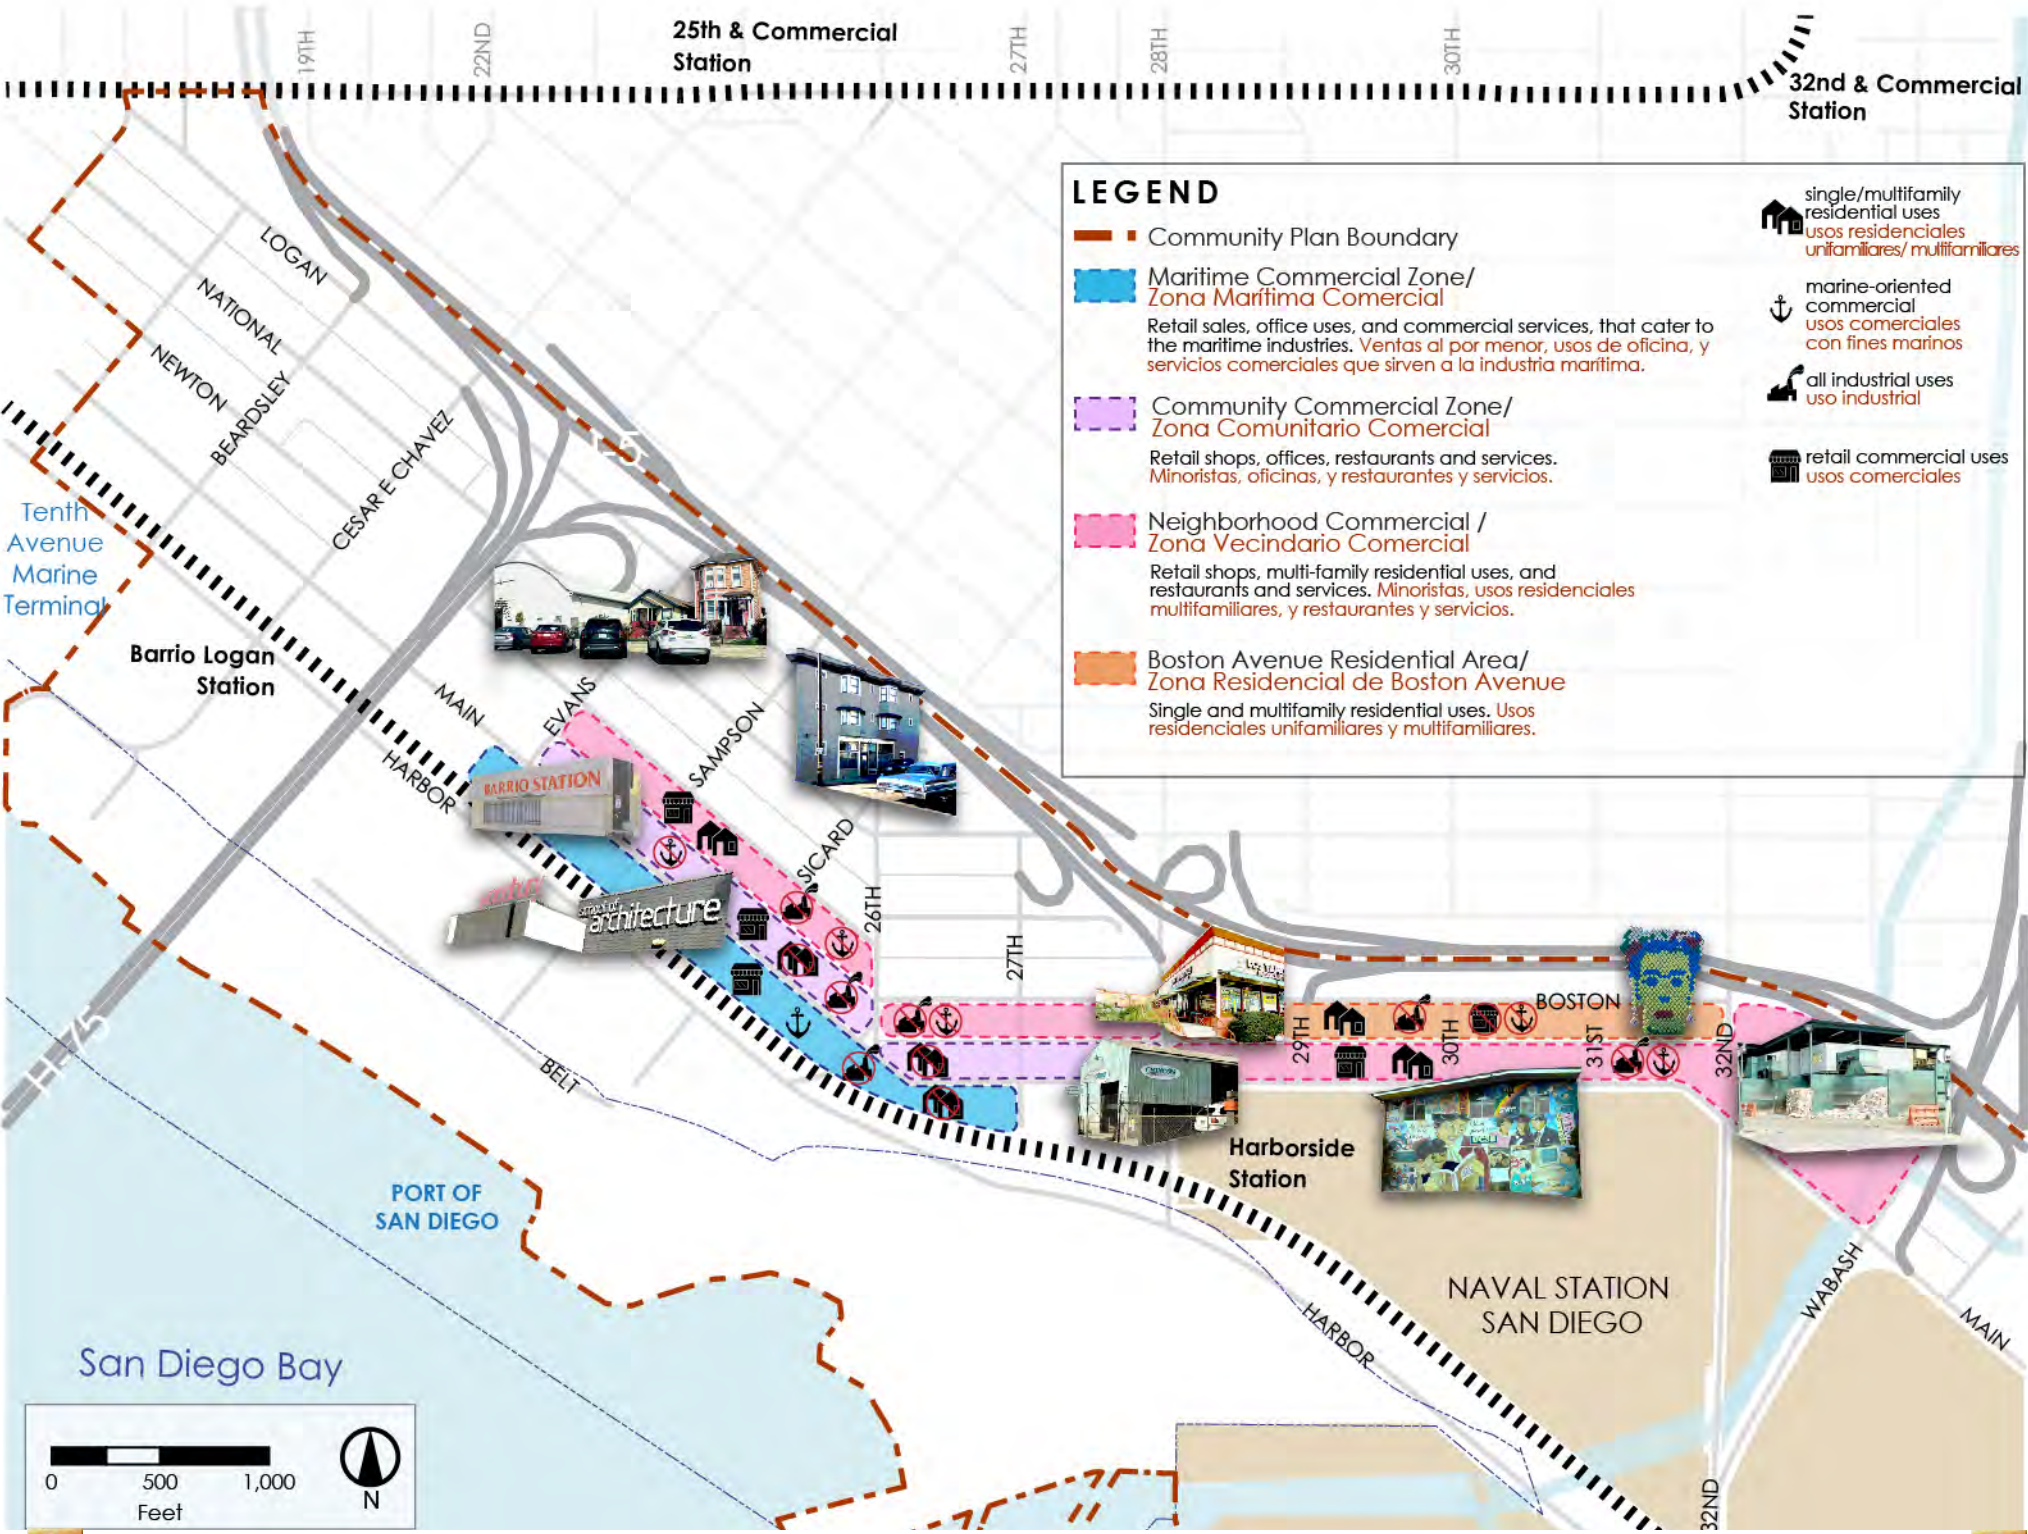 19TH
22ND
25th & Commercial
Station
27TH
28TH
30TH
32nd & Commercial
Station
LEGEND
Community Plan Boundary
Maritime Commercial Zone/
Zona Marítima Comercial
Retail sales, office uses, and commercial services, that cater to
the maritime industries. Ventas al por menor, usos de oficina, y
servicios comerciales que sirven a la industria marítima.
Community Commercial Zone/
Zona Comunitario Comercial
Retail shops, offices, restaurants and services.
Minoristas, oficinas, y restaurantes y servicios.
Neighborhood Commercial /
Zona Vecindario Comercial
Retail shops, multi-family residential uses, and
restaurants and services. Minoristas, usos residenciales
multifamiliares, y restaurantes y servicios.
Boston Avenue Residential Area/
Zona Residencial de Boston Avenue
Single and multifamily residential uses. Usos
residenciales unifamiliares y multifamiliares.
single/multifamily
residential uses
usos residenciales
unifamiliares/ multifamiliares
marine-oriented
commercial
usos comerciales
con fines marinos
all industrial uses
uso industrial
retail commercial uses
usos comerciales
LOGAN
NATIONAL
NEWTON
BEARDSLEY
CESAR E CHAVEZ
I-5
Tenth
Avenue
Marine
Terminal
Barrio Logan
Station
MAIN
EVANS
SAMPSON
HARBOR
BARRIO STATION
SICARD
school of
architecture
26TH
27TH
BOSTON
29TH
30TH
31ST
32ND
BELT
H-75
Harborside
Station
PORT OF
SAN DIEGO
NAVAL STATION
SAN DIEGO
WABASH
MAIN
HARBOR
San Diego Bay
0 500 1,000
Feet
N
32ND